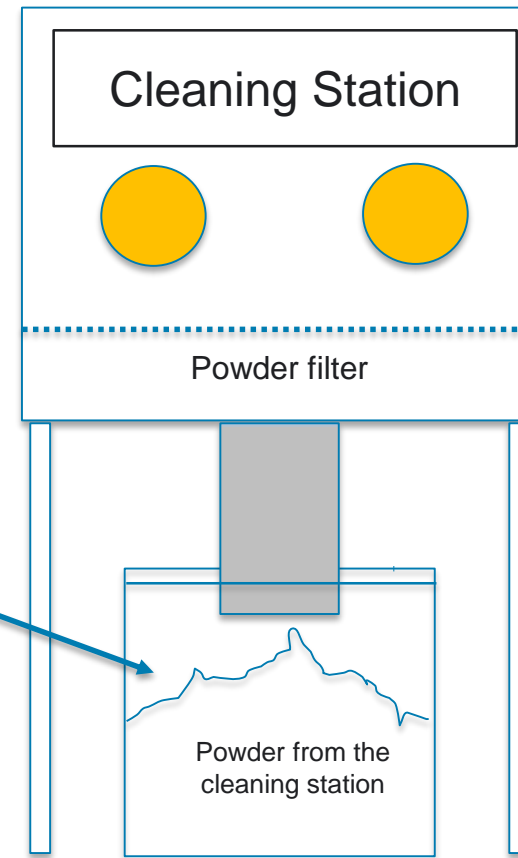 Cleaning Station
Powder filter
Powder from the
cleaning station